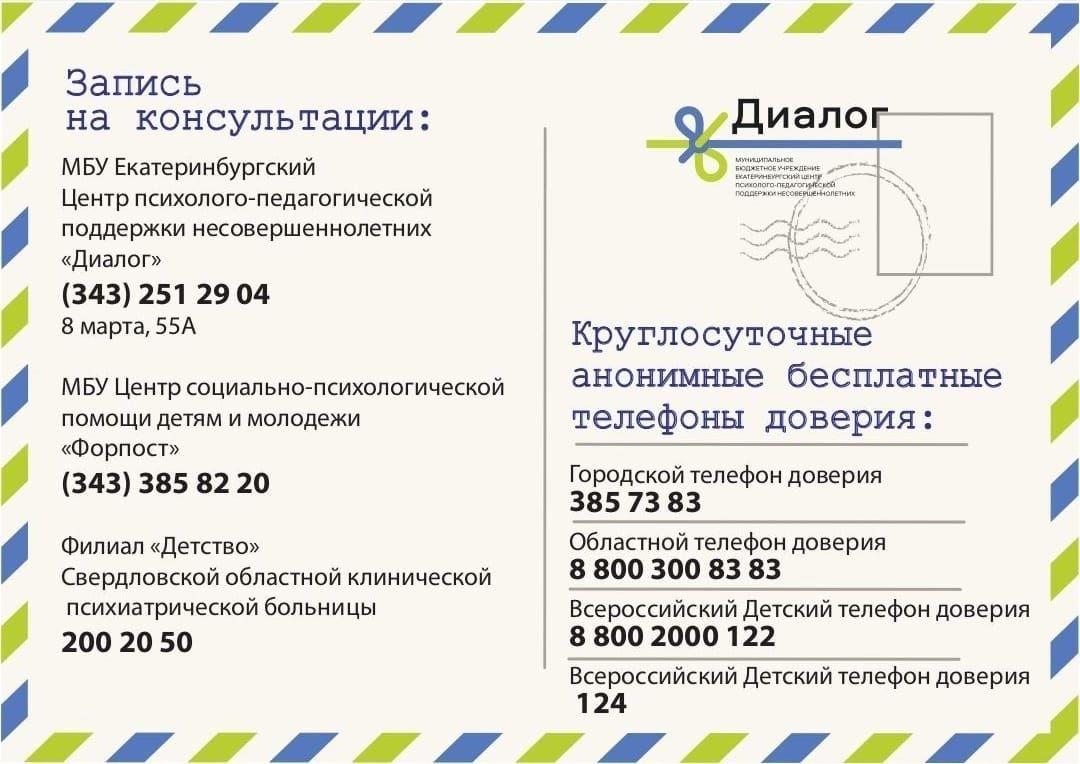 Запись
на консультации:
МБУ Екатеринбургский
Центр психолого-педагогической
поддержки несовершеннолетних
«Диалог»
(343) 251 29 04
8 марта, 55А
МБУ Центр социально-психологической
помощи детям и молодежи
«Форпост»
(343) 385 82 20
Филиал «Детство»
Свердловской областной клинической
психиатрической больницы
200 20 50
Диалог
МУНИЦИПАЛЬНОЕ
БЮДЖЕТНОЕ УЧРЕЖДЕНИЕ
ЕКАТЕРИНБУРГСКИЙ ЦЕНТР
ПСИХОЛОГО-ПЕДАГОГИЧЕСКОЙ
ПОДДЕРЖКИ НЕСОВЕРШЕННОЛЕТНИХ
Круглосуточные
анонимные бесплатные
телефоны доверия:
Городской телефон доверия
385 73 83
Областной телефон доверия
8 800 300 83 83
Всероссийский Детский телефон доверия
8 800 2000 122
Всероссийский Детский телефон доверия
124